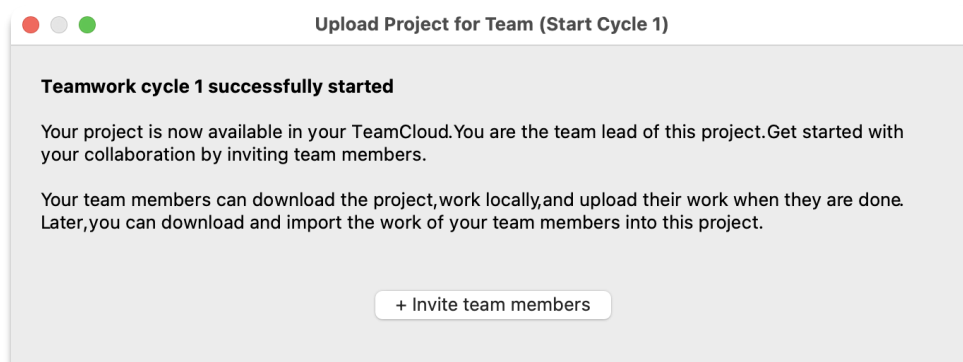 Upload Project for Team (Start Cycle 1)
Teamwork cycle 1 successfully started
Your project is now available in your TeamCloud.You are the team lead of this project.Get started with
your collaboration by inviting team members.
Your team members can download the project,work locally,and upload their work when they are done.
Later,you can download and import the work of your team members into this project.
+ Invite team members